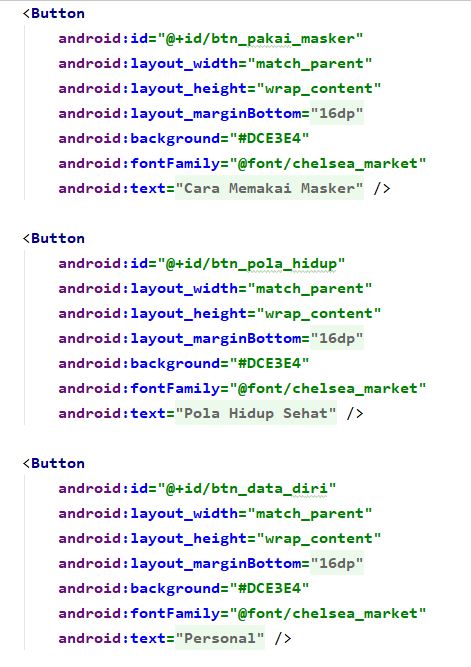 <Button
android:id="@+id/btn_pakai_masker"
android:layout_width="match_parent"
android:layout_height="wrap_content"
android:layout_marginBottom="16dp"
android:background="#DCE3E4"
android:fontFamily="@font/chelsea_market"
android:text="Cara Memakai Masker" />
<Button
android:id="@+id/btn_pola_hidup"
android:layout_width="match_parent"
android:layout_height="wrap_content"
android:layout_marginBottom="16dp"
android:background="#DCE3E4"
android:fontFamily="@font/chelsea_market"
android:text="Pola Hidup Sehat" />
<Button
android:id="@+id/btn_data_diri"
android:layout_width="match_parent"
android:layout_height="wrap_content"
android:layout_marginBottom="16dp"
android:background="#DCE3E4"
android:fontFamily="@font/chelsea_market"
android:text="Personal" />